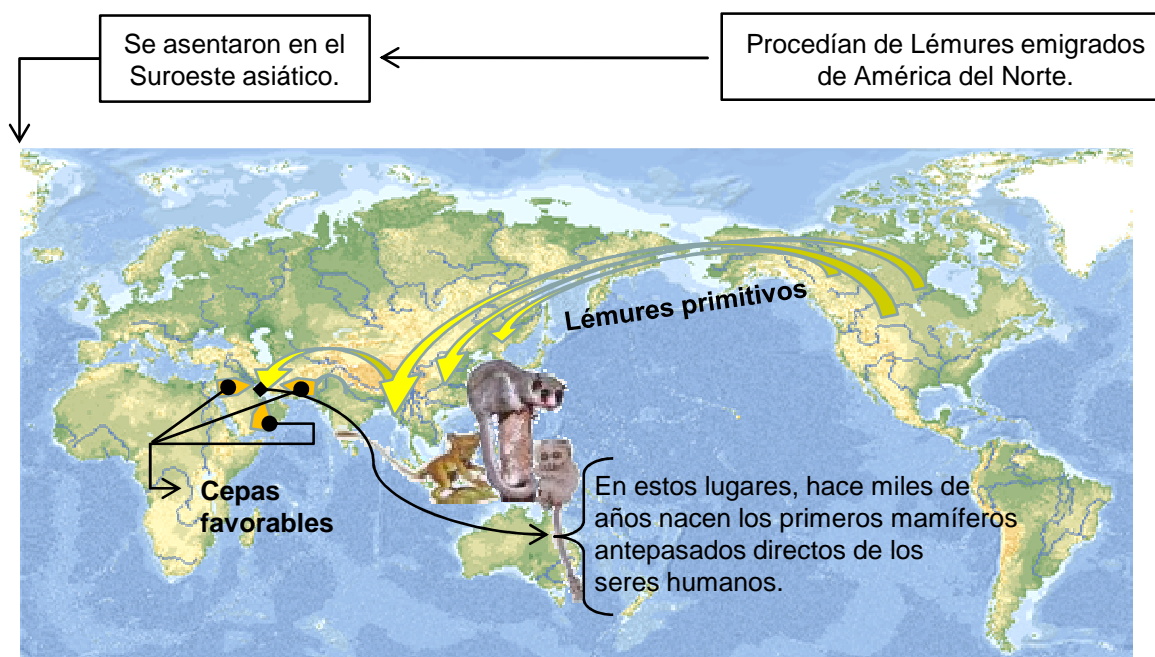 Se asentaron en el
Suroeste asiático.
Procedían de Lémures emigrados
de América del Norte.
Lémures primitivos
Cepas
favorables
En estos lugares, hace miles de
años nacen los primeros mamíferos
antepasados directos de los
seres humanos.